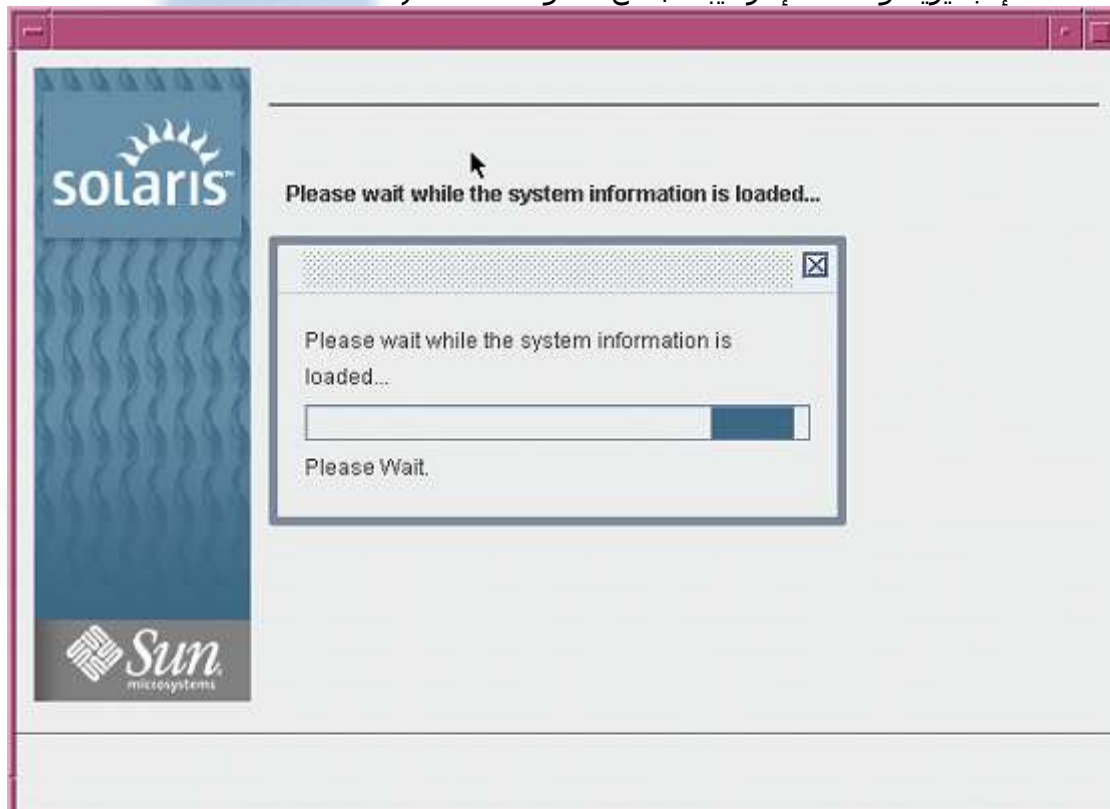 solaris™
Please wait while the system information is loaded...
Please wait while the system information is
loaded...
Please Wait.
Sun
microsystems